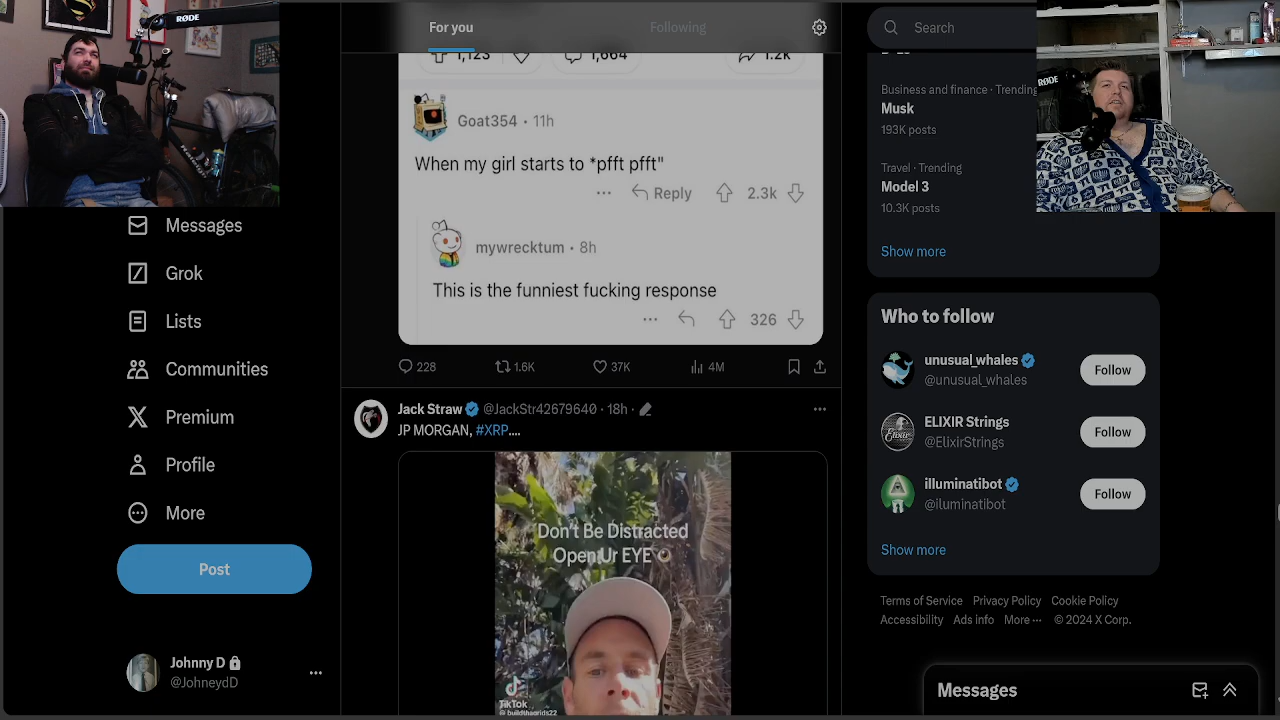 RØDE
For you
Following
Search
RØDE
1,123
1,664
1.2k
Goat354 · 11h
When my girl starts to *pfft pfft"
Reply
2.3k
mywrecktum · 8h
This is the funniest fucking response
326
228
1.6K
37K
4M
Jack Straw @JackStr42679640 · 18h ·
JP MORGAN, #XRP....
Don't Be Distracted
Open Ur EYE
TikTok
@buildthagrids22
Messages
Grok
Lists
Communities
Premium
Profile
More
Post
Johnny D
@JohneydD
Business and finance · Trending
Musk
193K posts
Travel · Trending
Model 3
10.3K posts
Show more
Who to follow
unusual_whales
@unusual_whales
Follow
ELIXIR Strings
@ElixirStrings
Follow
illuminatibot
@iluminatibot
Follow
Show more
Terms of Service Privacy Policy Cookie Policy
Accessibility Ads info More ··· © 2024 X Corp.
Messages